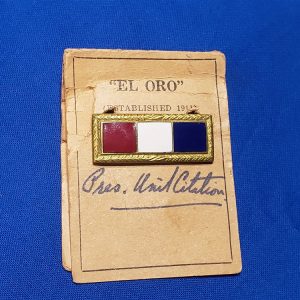 "EL ORO"
(ESTABLISHED
Pres. Unit Citation